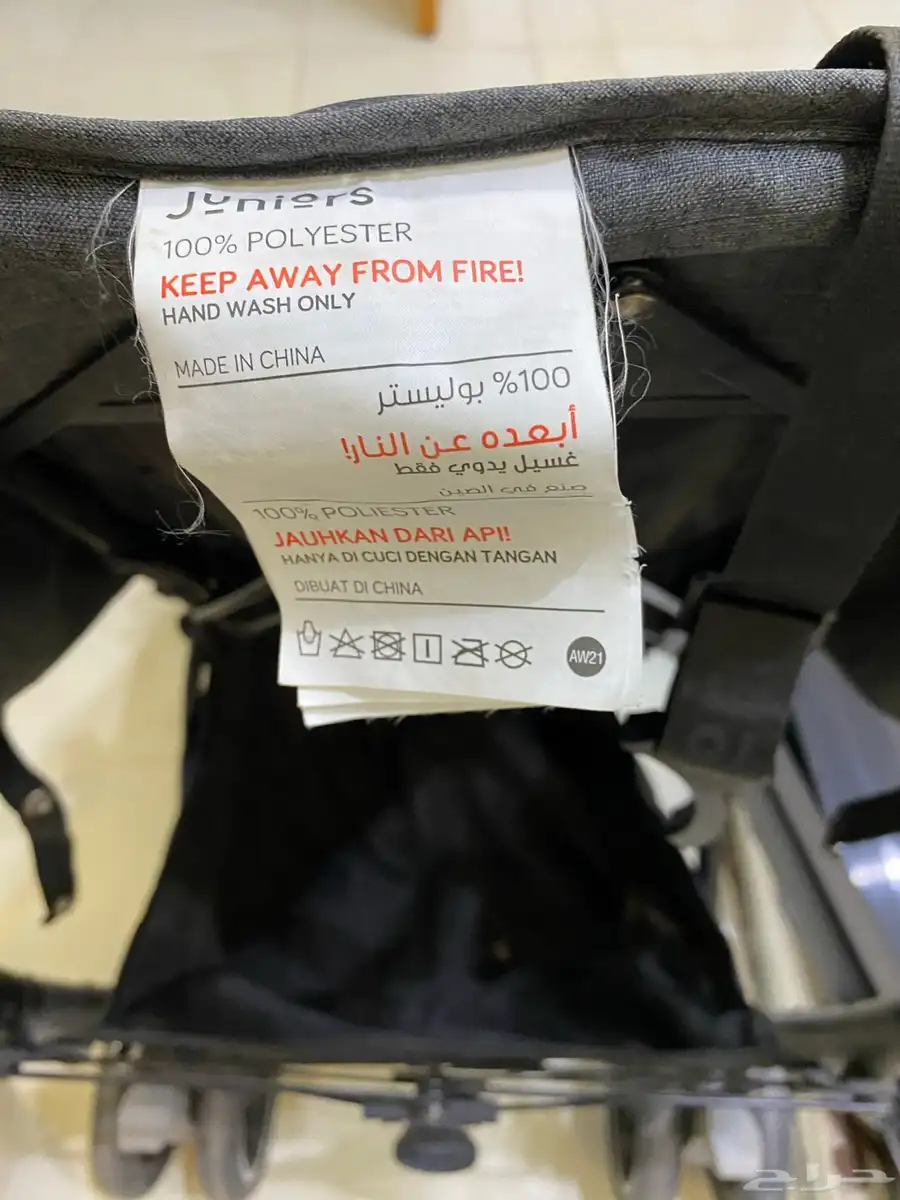 Juniors
100% POLYESTER
KEEP AWAY FROM FIRE!
HAND WASH ONLY
MADE IN CHINA
100% بوليستر
أبعده عن النار!
غسيل يدوي فقط
صنع في الصين
100% POLIESTER
JAUHKAN DARI API!
HANYA DI CUCI DENGAN TANGAN
DIBUAT DI CHINA
AW21
حراج